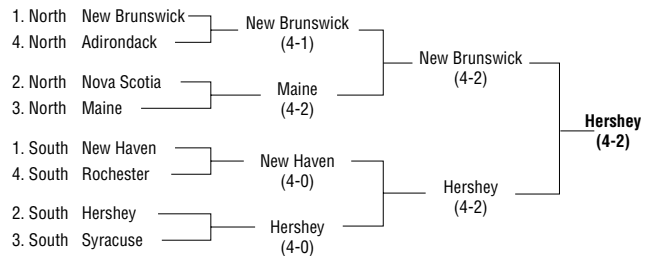 1. North New Brunswick
4. North Adirondack
2. North Nova Scotia
3. North Maine
1. South New Haven
4. South Rochester
2. South Hershey
3. South Syracuse
New Brunswick
(4-1)
Maine
(4-2)
New Haven
(4-0)
Hershey
(4-0)
New Brunswick
(4-2)
Hershey
(4-2)
Hershey
(4-2)